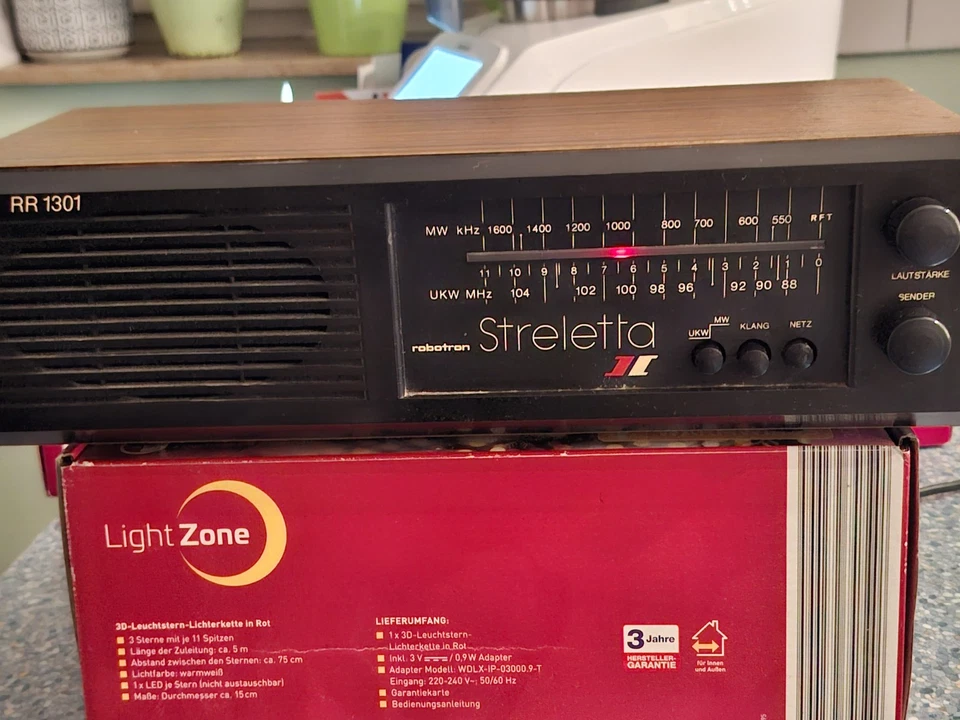 RR 1301
MW kHz 1600 1400 1200 1000 800 700 600 550 RFT
11 10 9 8 7 6 5 4 3 2 1 0
UKW MHz 104 102 100 98 96 92 90 88
LAUTSTÄRKE
SENDER
robotron Streletta
UKW MW KLANG NETZ
Light Zone
3D-Leuchtstern-Lichterkette in Rot
3 Sterne mit je 11 Spitzen
Länge der Zuleitung: ca. 5 m
Abstand zwischen den Sternen: ca. 75 cm
Lichtfarbe: warmweiß
1 x LED je Stern (nicht austauschbar)
Maße: Durchmesser ca. 15 cm
LIEFERUMFANG:
1 x 3D-Leuchtstern-
Lichterkette in Rot
Inkl. 3 V / 0,9 W Adapter
Adapter Modell: WDLX-IP-03000.9-T
Eingang: 220-240 V~, 50/60 Hz
Garantiekarte
Bedienungsanleitung
3 Jahre
HERSTELLER-
GARANTIE
für Innen
und Außen